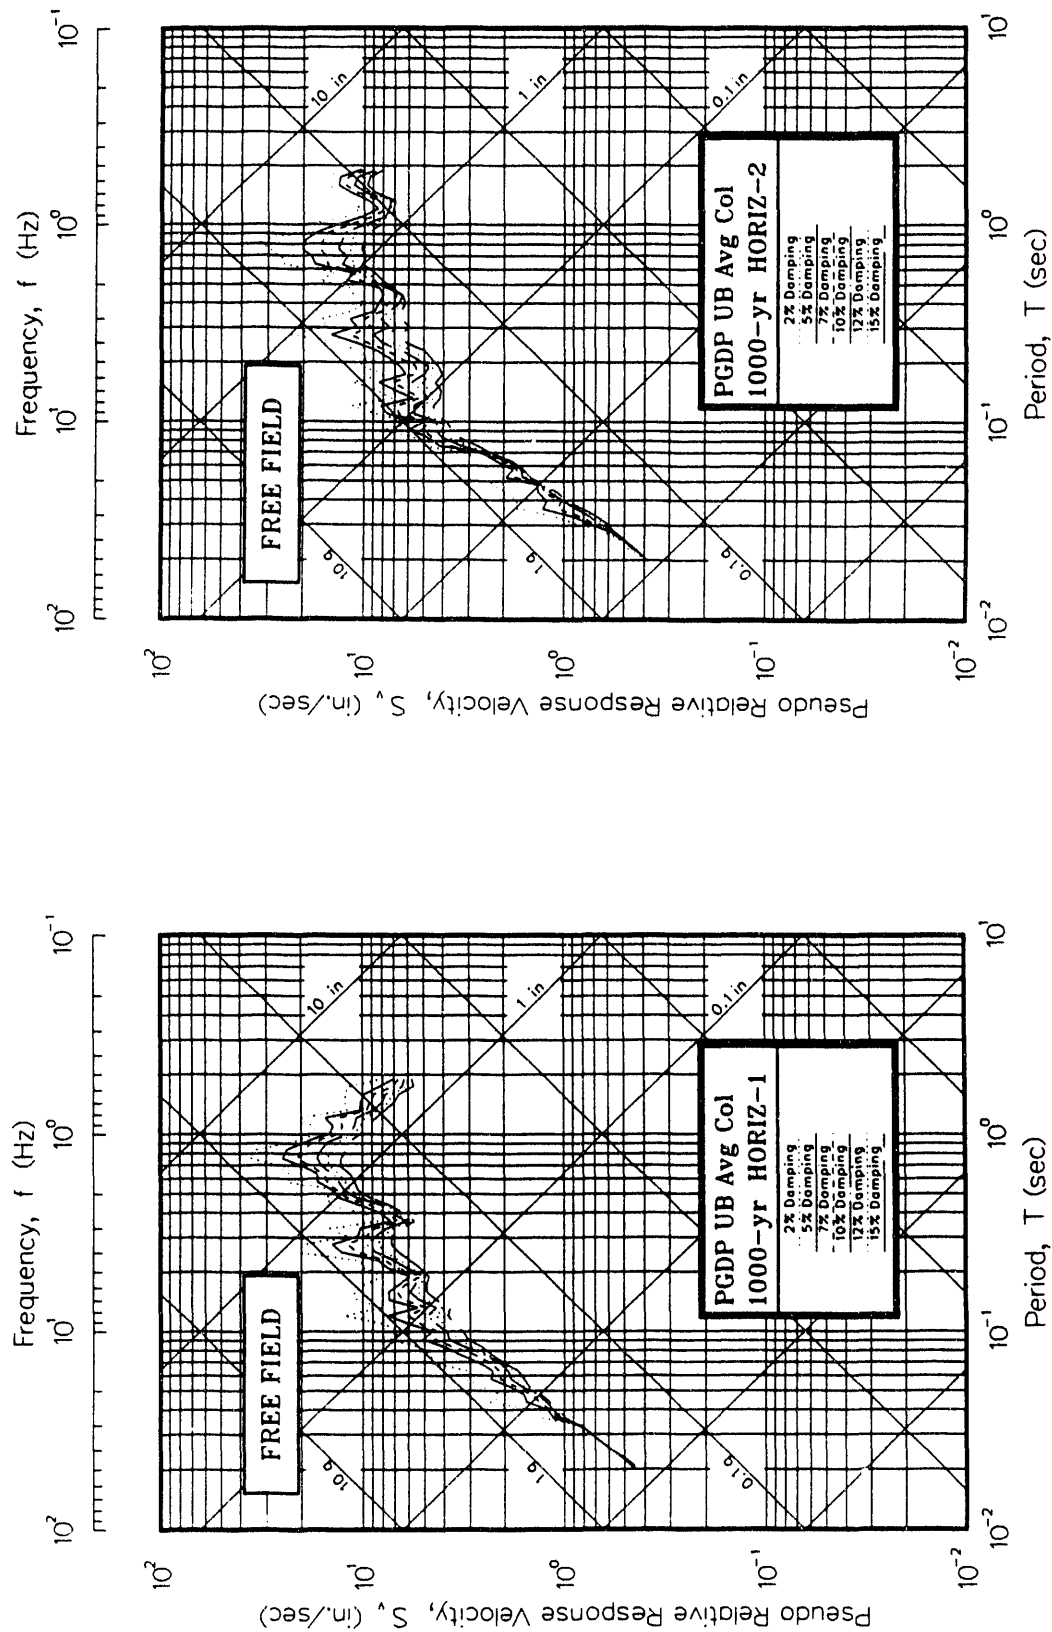 Frequency, f (Hz)
10² 10¹ 10⁰ 10⁻¹
FREE FIELD
10 in
1 in
0.1 in
10g
1g
0.1g
PGDP UB Avg Col
1000-yr HORIZ-1
2% Damping
5% Damping
7% Damping
10% Damping
12% Damping
15% Damping
Pseudo Relative Response Velocity, Sᵥ (in./sec)
10²
10¹
10⁰
10⁻¹
10⁻²
10⁻² 10⁻¹ 10⁰ 10¹
Period, T (sec)
Frequency, f (Hz)
10² 10¹ 10⁰ 10⁻¹
FREE FIELD
10 in
1 in
0.1 in
10g
1g
0.1g
PGDP UB Avg Col
1000-yr HORIZ-2
2% Damping
5% Damping
7% Damping
10% Damping
12% Damping
15% Damping
Pseudo Relative Response Velocity, Sᵥ (in./sec)
10²
10¹
10⁰
10⁻¹
10⁻²
10⁻² 10⁻¹ 10⁰ 10¹
Period, T (sec)